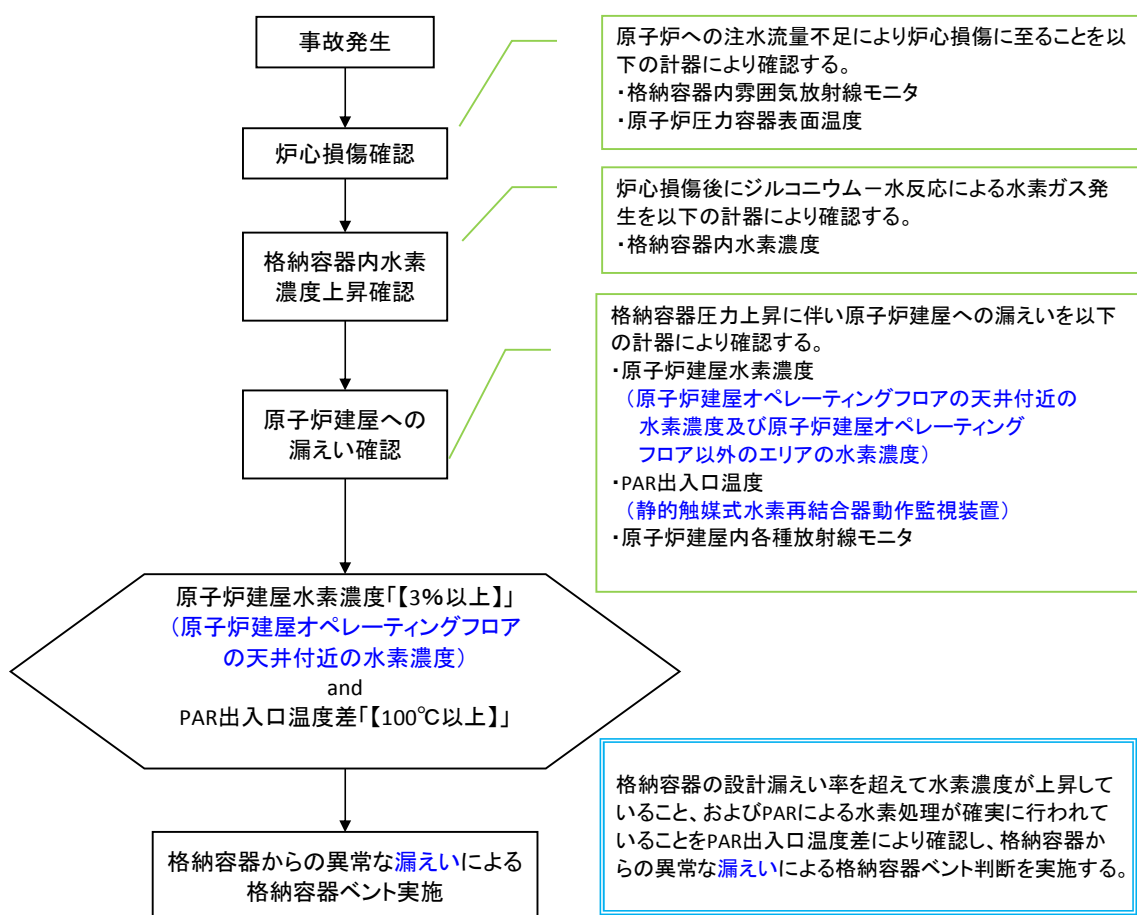 事故発生
原子炉への注水流量不足により炉心損傷に至ることを以
下の計器により確認する。
・格納容器内雰囲気放射線モニタ
・原子炉圧力容器表面温度
炉心損傷確認
炉心損傷後にジルコニウム－水反応による水素ガス発
生を以下の計器により確認する。
・格納容器内水素濃度
格納容器内水素
濃度上昇確認
格納容器圧力上昇に伴い原子炉建屋への漏えいを以下
の計器により確認する。
・原子炉建屋水素濃度
（原子炉建屋オペレーティングフロアの天井付近の
水素濃度及び原子炉建屋オペレーティング
フロア以外のエリアの水素濃度）
・PAR出入口温度
（静的触媒式水素再結合器動作監視装置）
・原子炉建屋内各種放射線モニタ
原子炉建屋への
漏えい確認
原子炉建屋水素濃度「【3％以上】」
（原子炉建屋オペレーティングフロア
の天井付近の水素濃度）
and
PAR出入口温度差「【100℃以上】」
格納容器の設計漏えい率を超えて水素濃度が上昇して
いること、およびPARによる水素処理が確実に行われて
いることをPAR出入口温度差により確認し、格納容器か
らの異常な漏えいによる格納容器ベント判断を実施する。
格納容器からの異常な漏えいによる
格納容器ベント実施